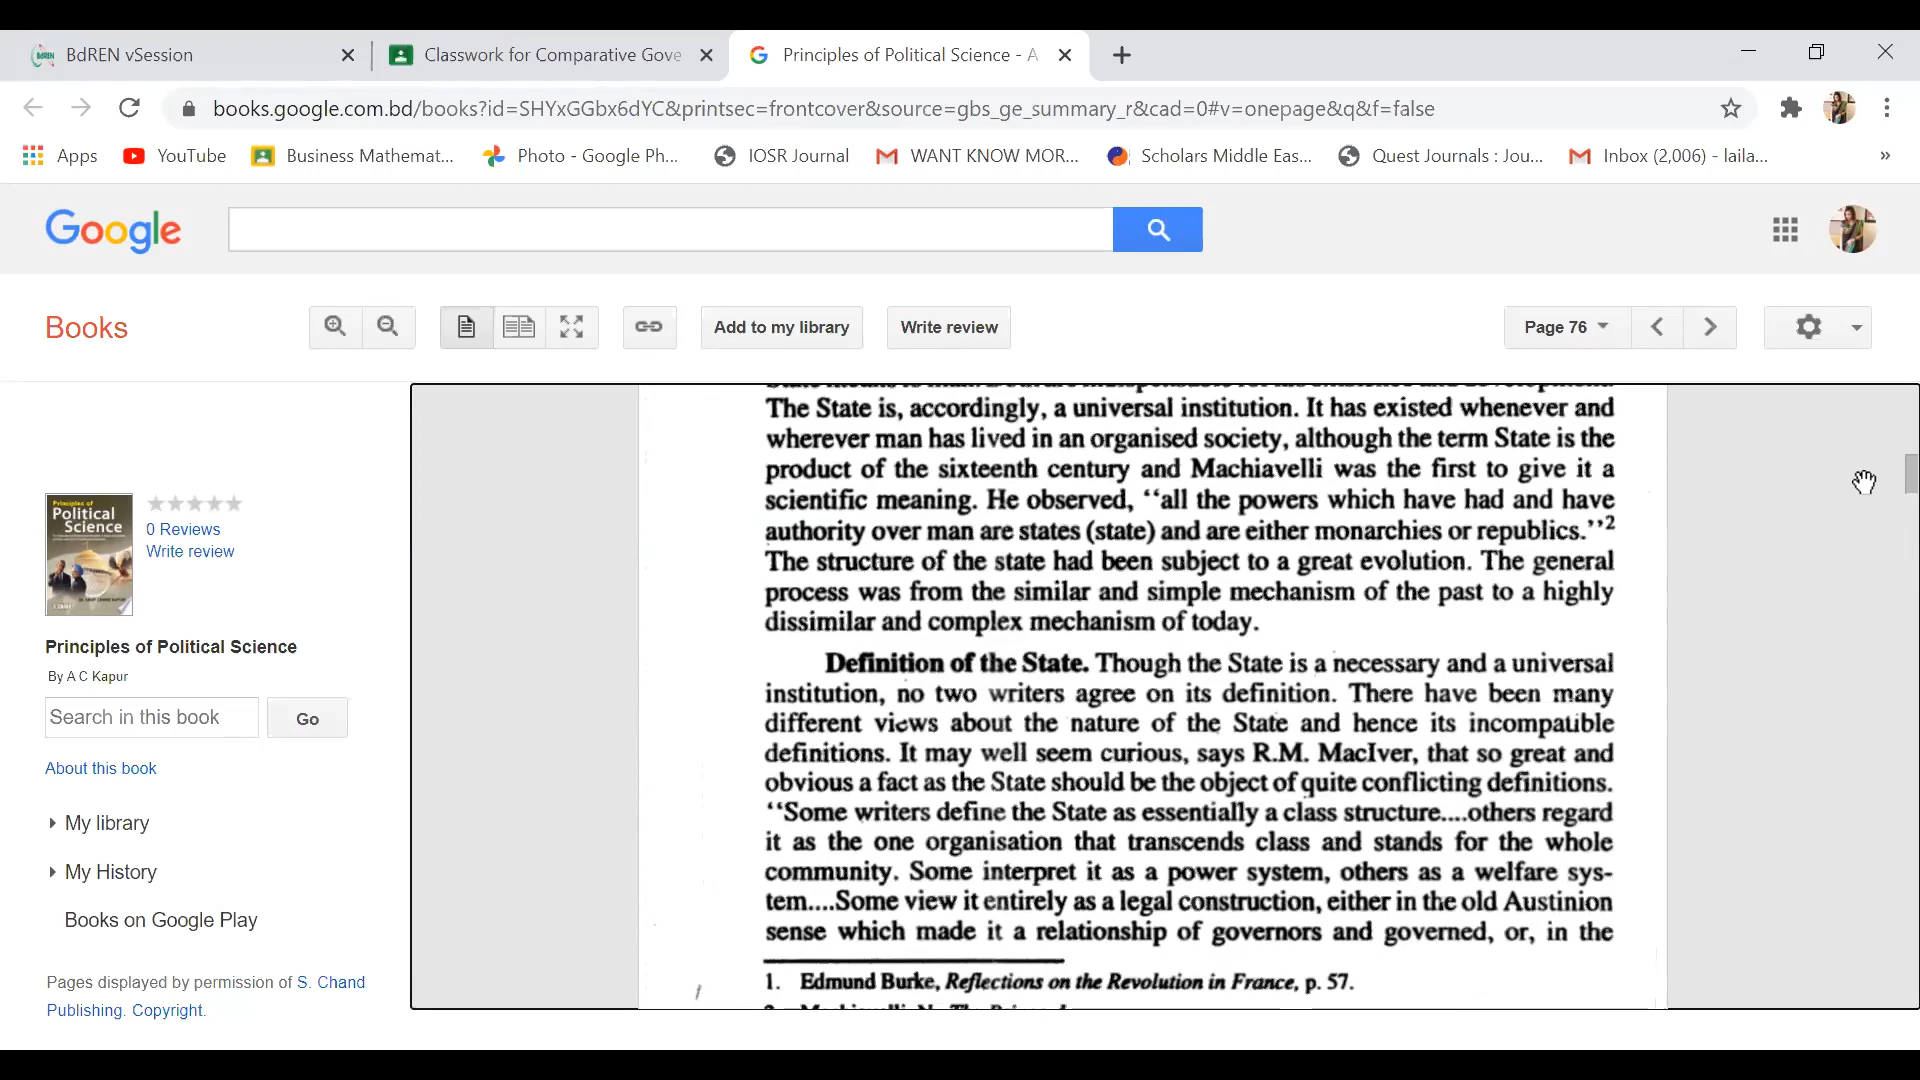 BdREN vSession
Classwork for Comparative Gove
Principles of Political Science - A
books.google.com.bd/books?id=SHYxGGbx6dYC&printsec=frontcover&source=gbs_ge_summary_r&cad=0#v=onepage&q&f=false
Apps
YouTube
Business Mathemat...
Photo - Google Ph...
IOSR Journal
WANT KNOW MOR...
Scholars Middle Eas...
Quest Journals : Jou...
Inbox (2,006) - laila...
»
Google
Books
Add to my library
Write review
Page 76
0 Reviews
Write review
Principles of
Political
Science
Principles of Political Science
By A C Kapur
Search in this book
Go
About this book
My library
My History
Books on Google Play
Pages displayed by permission of S. Chand
Publishing. Copyright.
The State is, accordingly, a universal institution. It has existed whenever and
wherever man has lived in an organised society, although the term State is the
product of the sixteenth century and Machiavelli was the first to give it a
scientific meaning. He observed, ‘‘all the powers which have had and have
authority over man are states (state) and are either monarchies or republics.’’2
The structure of the state had been subject to a great evolution. The general
process was from the similar and simple mechanism of the past to a highly
dissimilar and complex mechanism of today.
Definition of the State. Though the State is a necessary and a universal
institution, no two writers agree on its definition. There have been many
different views about the nature of the State and hence its incompatible
definitions. It may well seem curious, says R.M. MacIver, that so great and
obvious a fact as the State should be the object of quite conflicting definitions.
‘‘Some writers define the State as essentially a class structure....others regard
it as the one organisation that transcends class and stands for the whole
community. Some interpret it as a power system, others as a welfare sys-
tem....Some view it entirely as a legal construction, either in the old Austinion
sense which made it a relationship of governors and governed, or, in the
1. Edmund Burke, Reflections on the Revolution in France, p. 57.